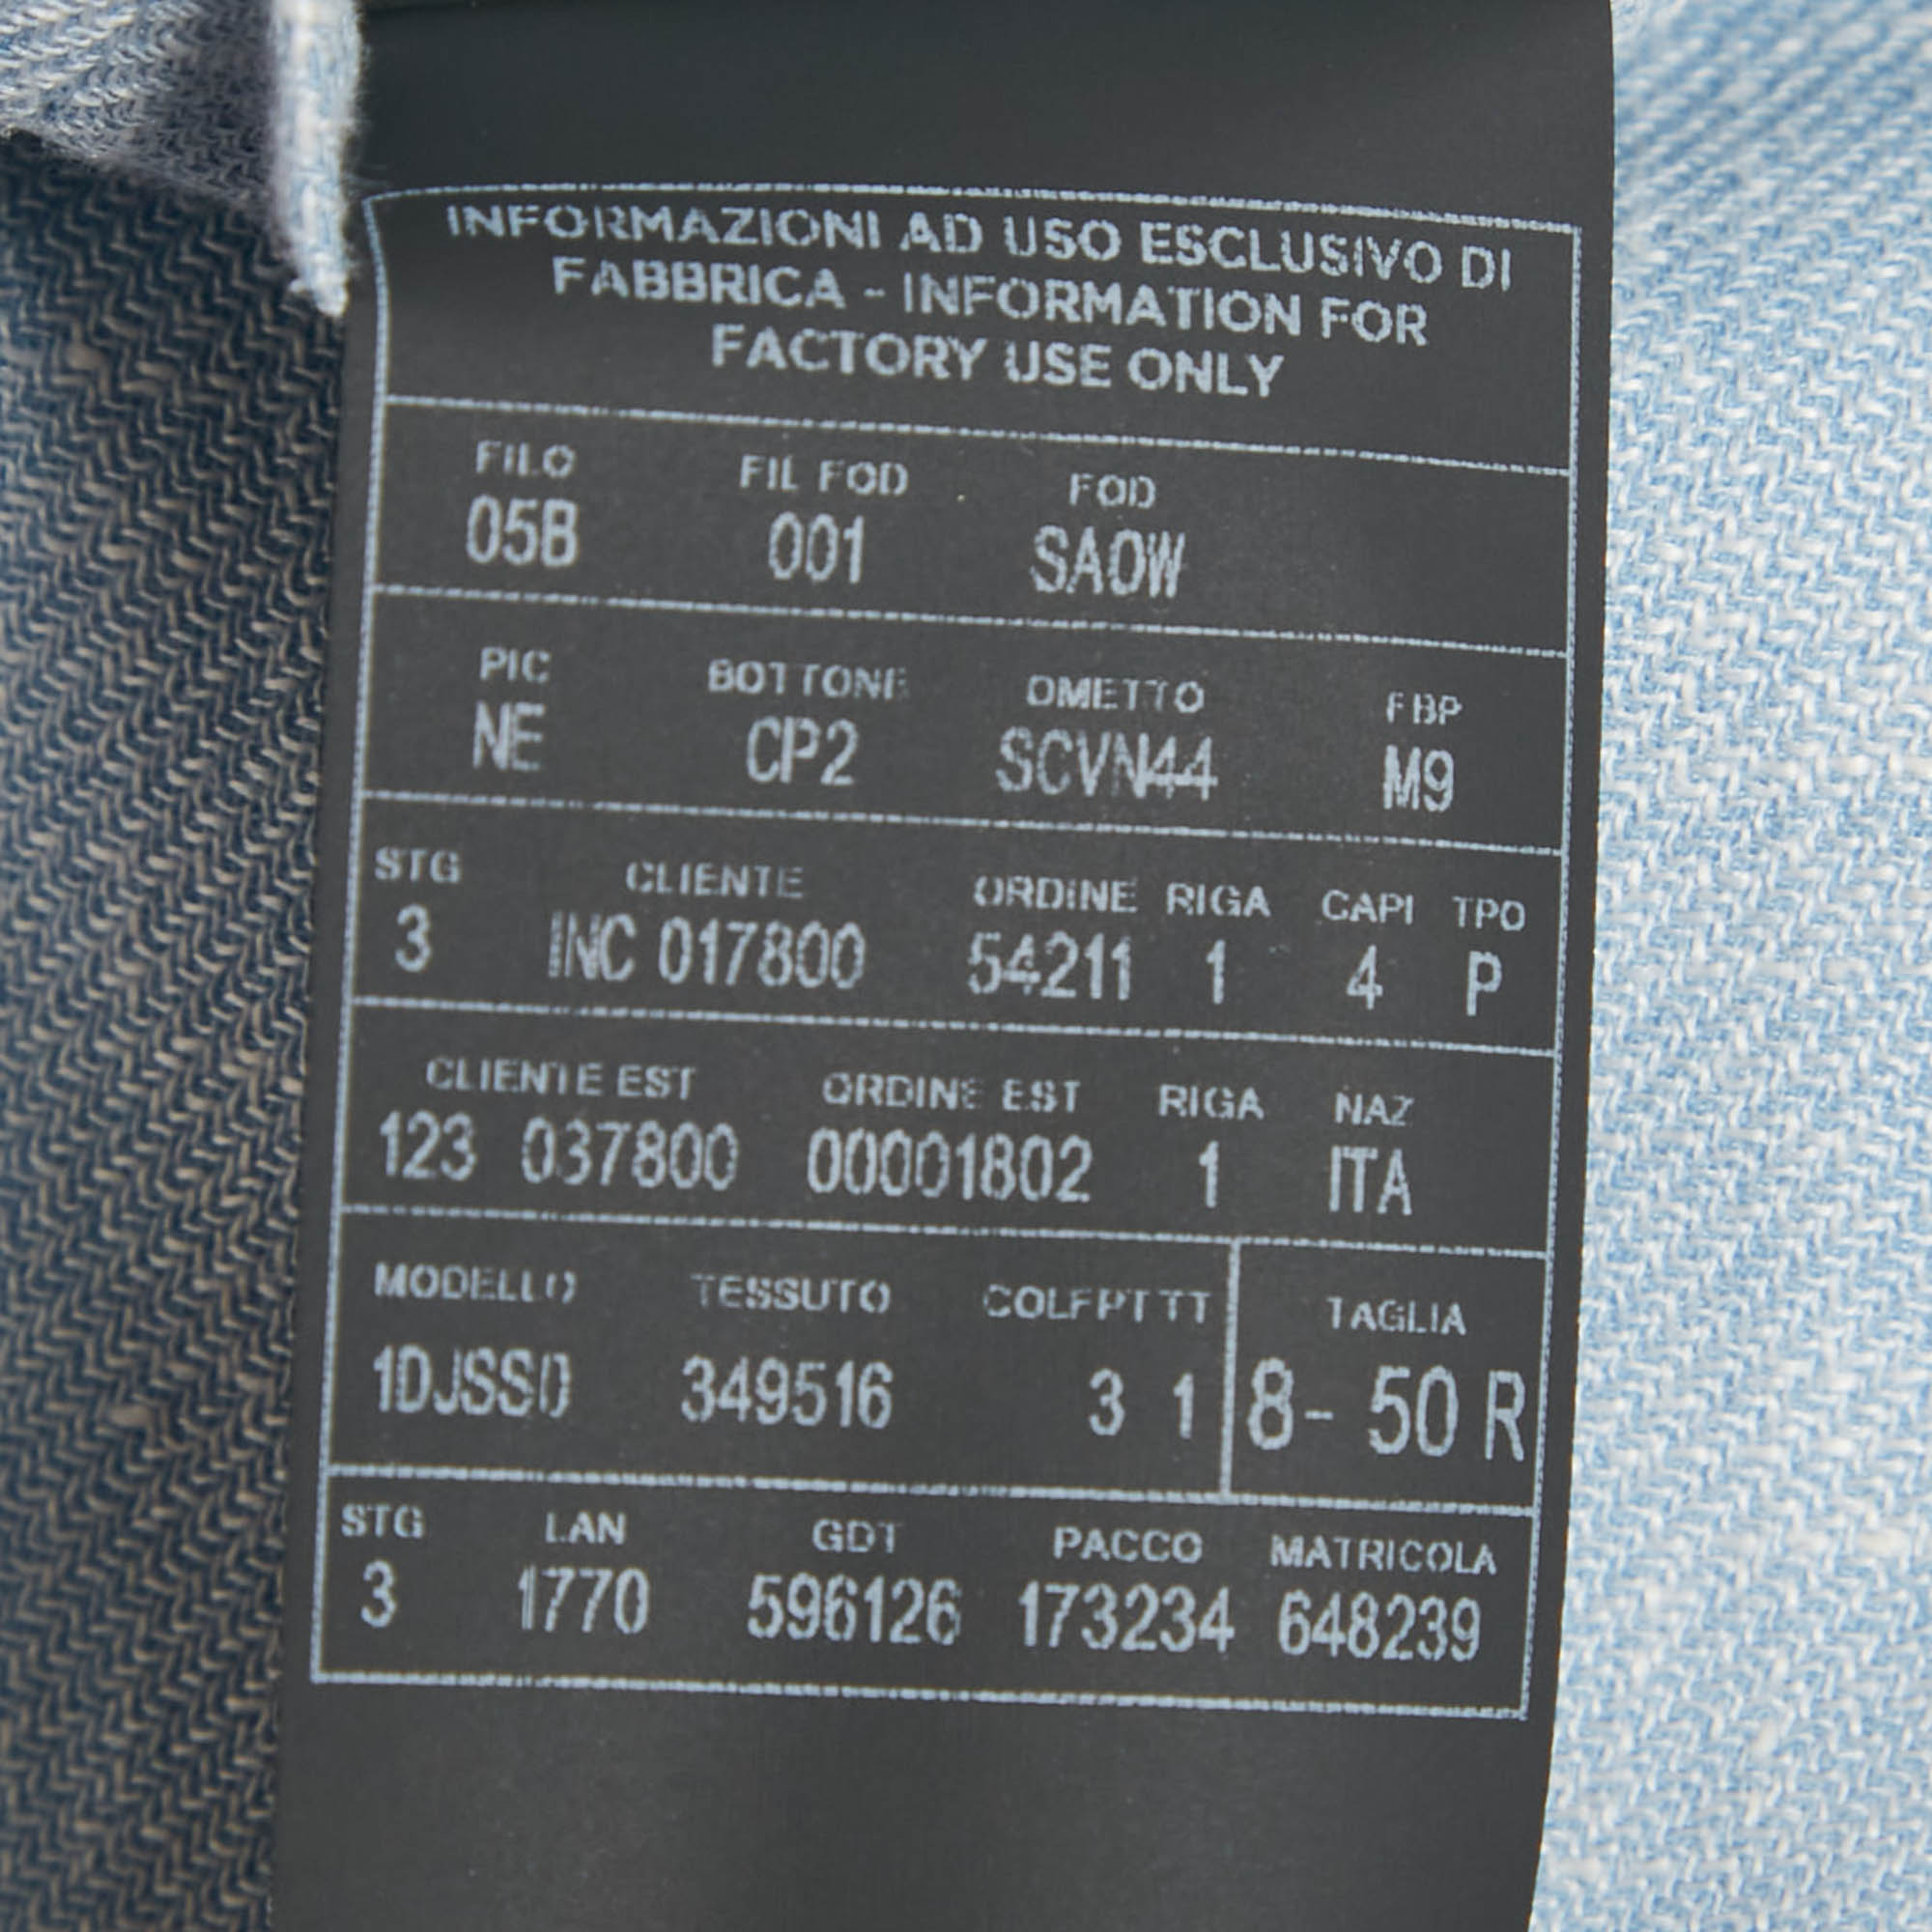 INFORMAZIONI AD USO ESCLUSIVO DI
FABBRICA - INFORMATION FOR
FACTORY USE ONLY
FILO FIL FOD FOD
05B 001 SAOW
PIC BOTTONE OMETTO FBP
NE CP2 SCVN44 M9
STG CLIENTE ORDINE RIGA CAPI TPO
3 INC 017800 54211 1 4 P
CLIENTE EST ORDINE EST RIGA NAZ
123 037800 00001802 1 ITA
MODELLO TESSUTO COLFPTTT TAGLIA
1DJSS0 349516 3 1 8- 50 R
STG LAN GDT PACCO MATRICOLA
3 1770 596126 173234 648239